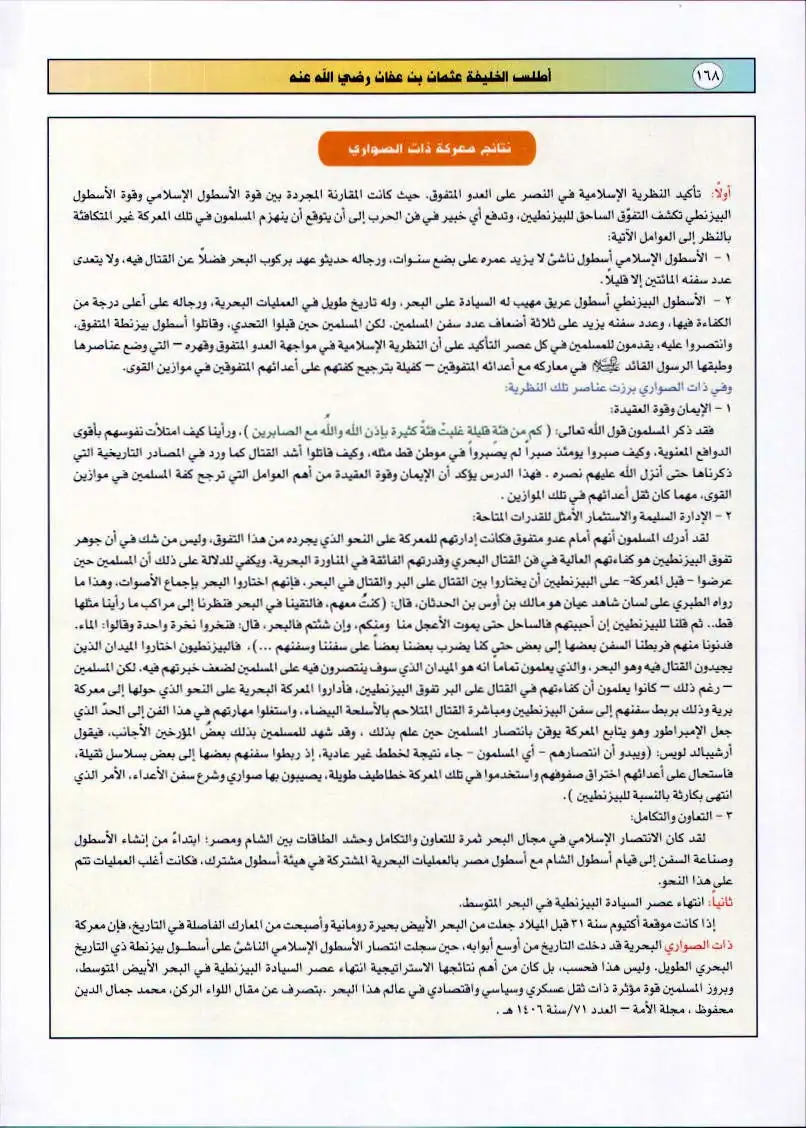 ١٦٨
أطلس الخليفة عثمان بن عفان رضي الله عنه
نتائج معركة ذات الصواري
أولاً: تأكيد النظرية الإسلامية في النصر على العدو المتفوق، حيث كانت المقارنة المجردة بين قوة الأسطول الإسلامي وقوة الأسطول
البيزنطي تكشف التفوّق الساحق للبيزنطيين، وتدفع أي خبير في فن الحرب إلى أن يتوقع أن ينهزم المسلمون في تلك المعركة غير المتكافئة
بالنظر إلى العوامل الآتية:
١ - الأسطول الإسلامي أسطول ناشئ لا يزيد عمره على بضع سنوات، ورجاله حديثو عهد بركوب البحر فضلاً عن القتال فيه، ولا يتعدى
عدد سفنه المائتين إلا قليلاً.
٢ - الأسطول البيزنطي أسطول عريق مهيب له السيادة على البحر، وله تاريخ طويل في العمليات البحرية، ورجاله على أعلى درجة من
الكفاءة فيها، وعدد سفنه يزيد على ثلاثة أضعاف عدد سفن المسلمين. لكن المسلمين حين قبلوا التحدي، وقاتلوا أسطول بيزنطة المتفوق،
وانتصروا عليه، يقدمون للمسلمين في كل عصر التأكيد على أن النظرية الإسلامية في مواجهة العدو المتفوق وقهره – التي وضع عناصرها
وطبقها الرسول القائد ﷺ في معاركه مع أعدائه المتفوقين – كفيلة بترجيح كفتهم على أعدائهم المتفوقين في موازين القوى.
وفي ذات الصواري برزت عناصر تلك النظرية:
١ - الإيمان وقوة العقيدة:
فقد ذكر المسلمون قول الله تعالى: ( كم من فئةٍ قليلة غلبتْ فئةً كثيرة بإذن الله واللهُ مع الصابرين )، ورأينا كيف امتلأت نفوسهم بأقوى
الدوافع المعنوية، وكيف صبروا يومئذ صبراً لم يصبروا في موطن قط مثله، وكيف قاتلوا أشد القتال كما ورد في المصادر التاريخية التي
ذكرناها حتى أنزل الله عليهم نصره . فهذا الدرس يؤكد أن الإيمان وقوة العقيدة من أهم العوامل التي ترجح كفة المسلمين في موازين
القوى، مهما كان ثقل أعدائهم في تلك الموازين .
٢ - الإدارة السليمة والاستثمار الأمثل للقدرات المتاحة:
لقد أدرك المسلمون أنهم أمام عدو متفوق فكانت إدارتهم للمعركة على النحو الذي يجرده من هذا التفوق، وليس من شك في أن جوهر
تفوق البيزنطيين هو كفاءتهم العالية في فن القتال البحري وقدرتهم الفائقة في المناورة البحرية. ويكفي للدلالة على ذلك أن المسلمين حين
عرضوا - قبل المعركة- على البيزنطيين أن يختاروا بين القتال على البر والقتال في البحر، فإنهم اختاروا البحر بإجماع الأصوات، وهذا ما
رواه الطبري على لسان شاهد عيان هو مالك بن أوس بن الحدثان، قال: (كنتُ معهم، فالتقينا في البحر فنظرنا إلى مراكب ما رأينا مثلها
قط.. ثم قلنا للبيزنطيين إن أحببتهم فالساحل حتى يموت الأعجل منا ومنكم، وإن شئتم فالبحر، قال: فنخروا نخرة واحدة وقالوا: الماء.
فدنونا منهم فربطنا السفن بعضها إلى بعض حتى كنا يضرب بعضنا بعضاً على سفننا وسفنهم ...)، فالبيزنطيون اختاروا الميدان الذين
يجيدون القتال فيه وهو البحر، والذي يعلمون تماماً انه هو الميدان الذي سوف ينتصرون فيه على المسلمين لضعف خبرتهم فيه. لكن المسلمين
– رغم ذلك – كانوا يعلمون أن كفاءتهم في القتال على البر تفوق البيزنطيين، فأداروا المعركة البحرية على النحو الذي حولها إلى معركة
برية وذلك بربط سفنهم إلى سفن البيزنطيين ومباشرة القتال المتلاحم بالأسلحة البيضاء، واستغلوا مهارتهم في هذا الفن إلى الحدّ الذي
جعل الإمبراطور وهو يتابع المعركة يوقن بانتصار المسلمين حين علم بذلك ، وقد شهد للمسلمين بذلك بعضُ المؤرخين الأجانب، فيقول
أرشيبالد لويس: (ويبدو أن انتصارهم – أي المسلمون – جاء نتيجة لخطط غير عادية، إذ ربطوا سفنهم بعضها إلى بعض بسلاسل ثقيلة،
فاستحال على أعدائهم اختراق صفوفهم واستخدموا في تلك المعركة خطاطيف طويلة، يصيبون بها صواري وشرع سفن الأعداء، الأمر الذي
انتهى بكارثة بالنسبة للبيزنطيين ).
٣ - التعاون والتكامل:
لقد كان الانتصار الإسلامي في مجال البحر ثمرة للتعاون والتكامل وحشد الطاقات بين الشام ومصر؛ ابتداءً من إنشاء الأسطول
وصناعة السفن إلى قيام أسطول الشام مع أسطول مصر بالعمليات البحرية المشتركة في هيئة أسطول مشترك، فكانت أغلب العمليات تتم
على هذا النحو.
ثانياً: انتهاء عصر السيادة البيزنطية في البحر المتوسط.
إذا كانت موقعة أكتيوم سنة ٣١ قبل الميلاد جعلت من البحر الأبيض بحيرة رومانية وأصبحت من المعارك الفاصلة في التاريخ، فإن معركة
ذات الصواري البحرية قد دخلت التاريخ من أوسع أبوابه، حين سجلت انتصار الأسطول الإسلامي الناشئ على أسطـول بيزنطة ذي التاريخ
البحري الطويل. وليس هذا فحسب، بل كان من أهم نتائجها الاستراتيجية انتهاء عصر السيادة البيزنطية في البحر الأبيض المتوسط،
وبروز المسلمين قوة مؤثرة ذات ثقل عسكري وسياسي واقتصادي في عالم هذا البحر .بتصرف عن مقال اللواء الركن، محمد جمال الدين
محفوظ ، مجلة الأمة – العدد ٧١/سنة ١٤٠٦ هـ .